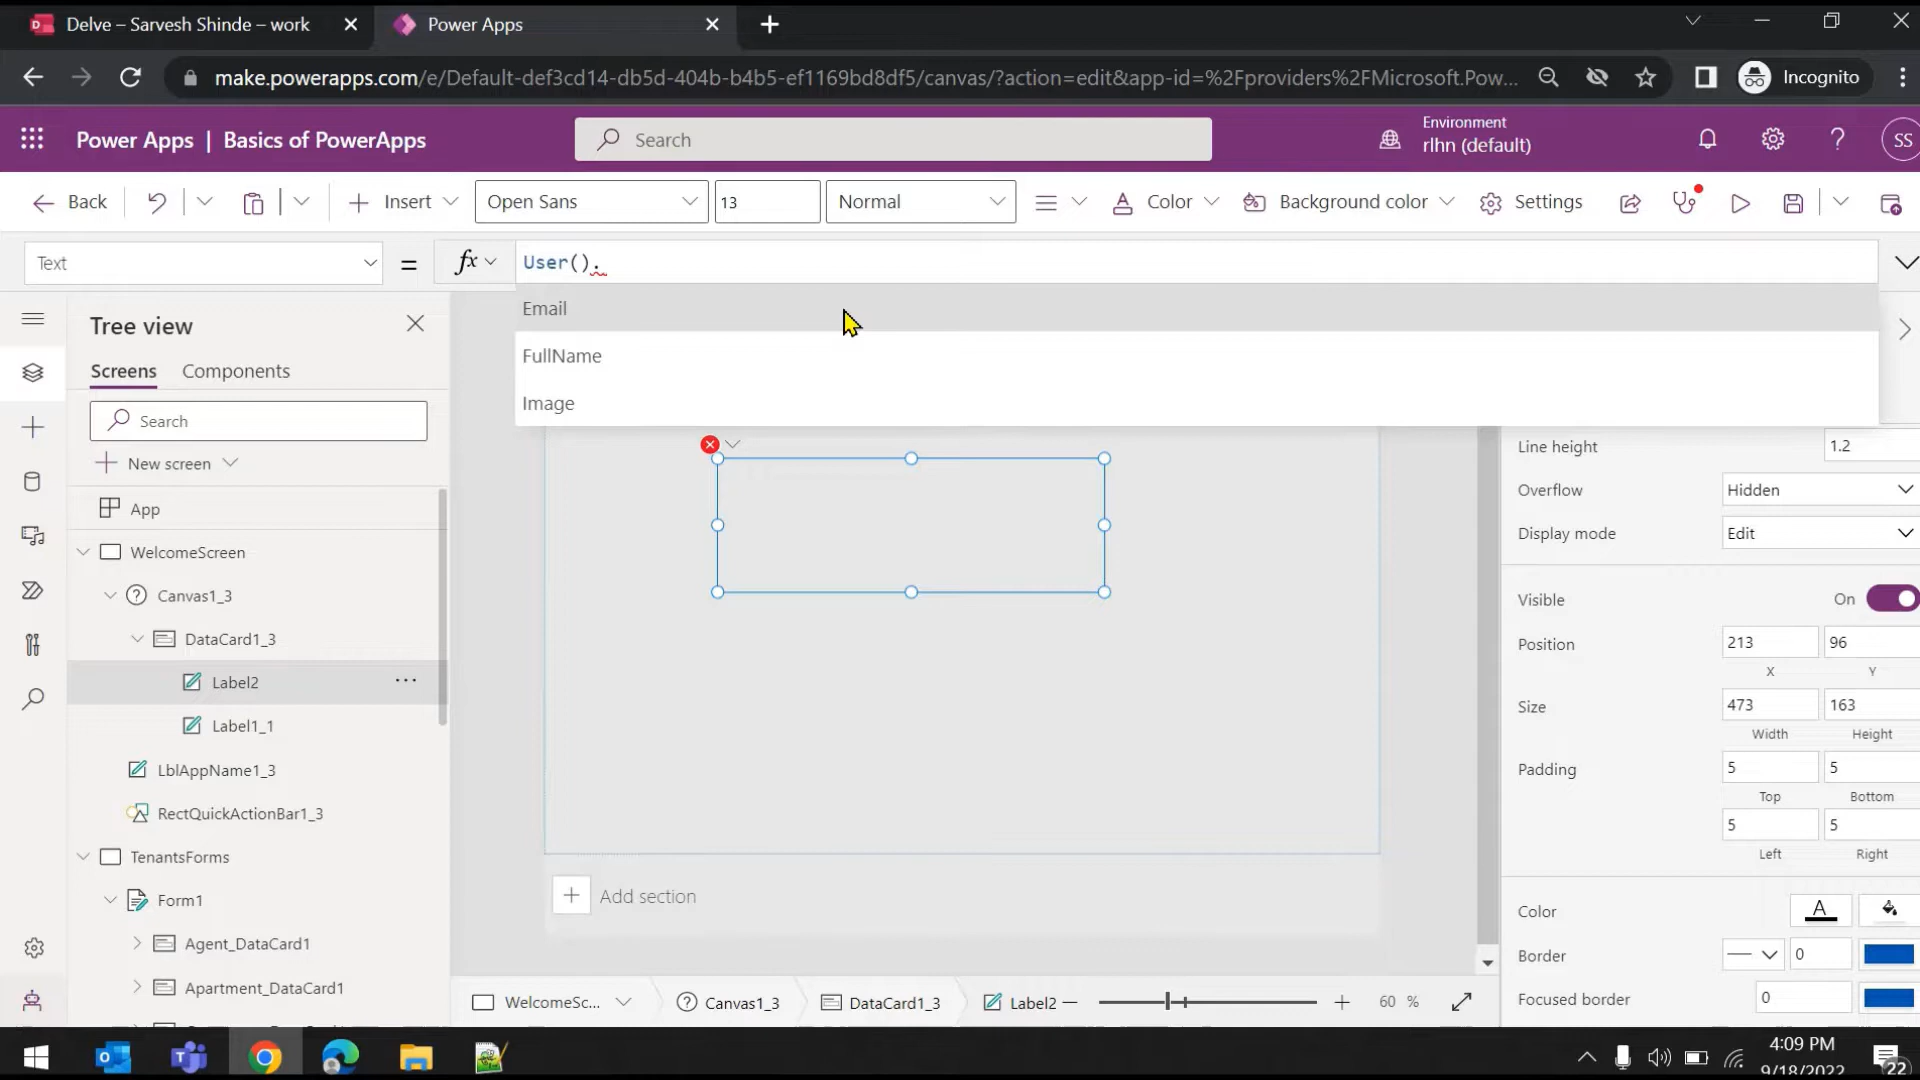 Delve – Sarvesh Shinde – work
Power Apps
make.powerapps.com/e/Default-def3cd14-db5d-404b-b4b5-ef1169bd8df5/canvas/?action=edit&app-id=%2Fproviders%2FMicrosoft.Pow...
Incognito
Power Apps | Basics of PowerApps
Search
Environment
rlhn (default)
SS
Back
Insert
Open Sans
13
Normal
Color
Background color
Settings
Text
=
fx
User().
Email
FullName
Image
Tree view
Screens
Components
Search
New screen
App
WelcomeScreen
Canvas1_3
DataCard1_3
Label2
Label1_1
LblAppName1_3
RectQuickActionBar1_3
TenantsForms
Form1
Agent_DataCard1
Apartment_DataCard1
Add section
Line height
1.2
Overflow
Hidden
Display mode
Edit
Visible
On
Position
213
96
X
Y
Size
473
163
Width
Height
Padding
5
5
Top
Bottom
5
5
Left
Right
Color
Border
0
Focused border
0
WelcomeSc...
Canvas1_3
DataCard1_3
Label2
60 %
4:09 PM
9/18/2022
22